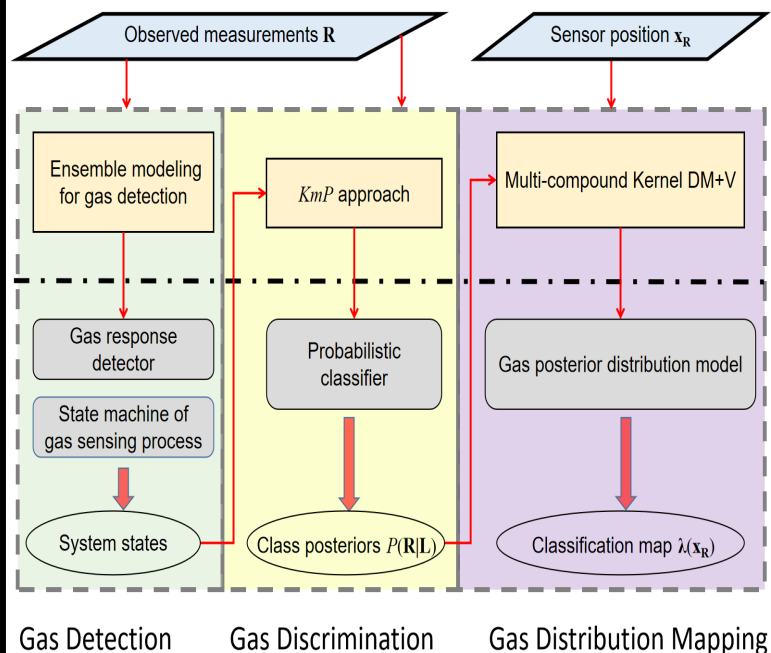 Observed measurements R
Sensor position x_R
Ensemble modeling
for gas detection
KmP approach
Multi-compound Kernel DM+V
Gas response
detector
State machine of
gas sensing process
Probabilistic
classifier
Gas posterior distribution model
System states
Class posteriors P(R|L)
Classification map λ(x_R)
Gas Detection
Gas Discrimination
Gas Distribution Mapping